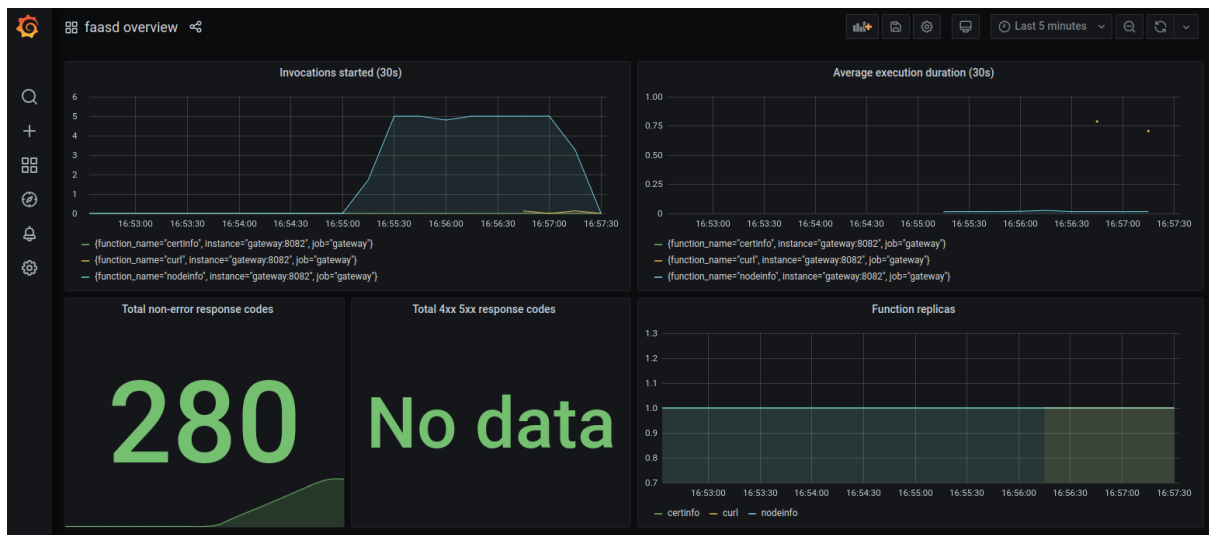 faasd overview
Last 5 minutes
Invocations started (30s)
6
5
4
3
2
1
0
16:53:00 16:53:30 16:54:00 16:54:30 16:55:00 16:55:30 16:56:00 16:56:30 16:57:00 16:57:30
{function_name="certinfo", instance="gateway:8082", job="gateway"}
{function_name="curl", instance="gateway:8082", job="gateway"}
{function_name="nodeinfo", instance="gateway:8082", job="gateway"}
Average execution duration (30s)
1.00
0.75
0.50
0.25
0
16:53:00 16:53:30 16:54:00 16:54:30 16:55:00 16:55:30 16:56:00 16:56:30 16:57:00 16:57:30
{function_name="certinfo", instance="gateway:8082", job="gateway"}
{function_name="curl", instance="gateway:8082", job="gateway"}
{function_name="nodeinfo", instance="gateway:8082", job="gateway"}
Total non-error response codes
280
Total 4xx 5xx response codes
No data
Function replicas
1.3
1.2
1.1
1.0
0.9
0.8
0.7
16:53:00 16:53:30 16:54:00 16:54:30 16:55:00 16:55:30 16:56:00 16:56:30 16:57:00 16:57:30
certinfo curl nodeinfo